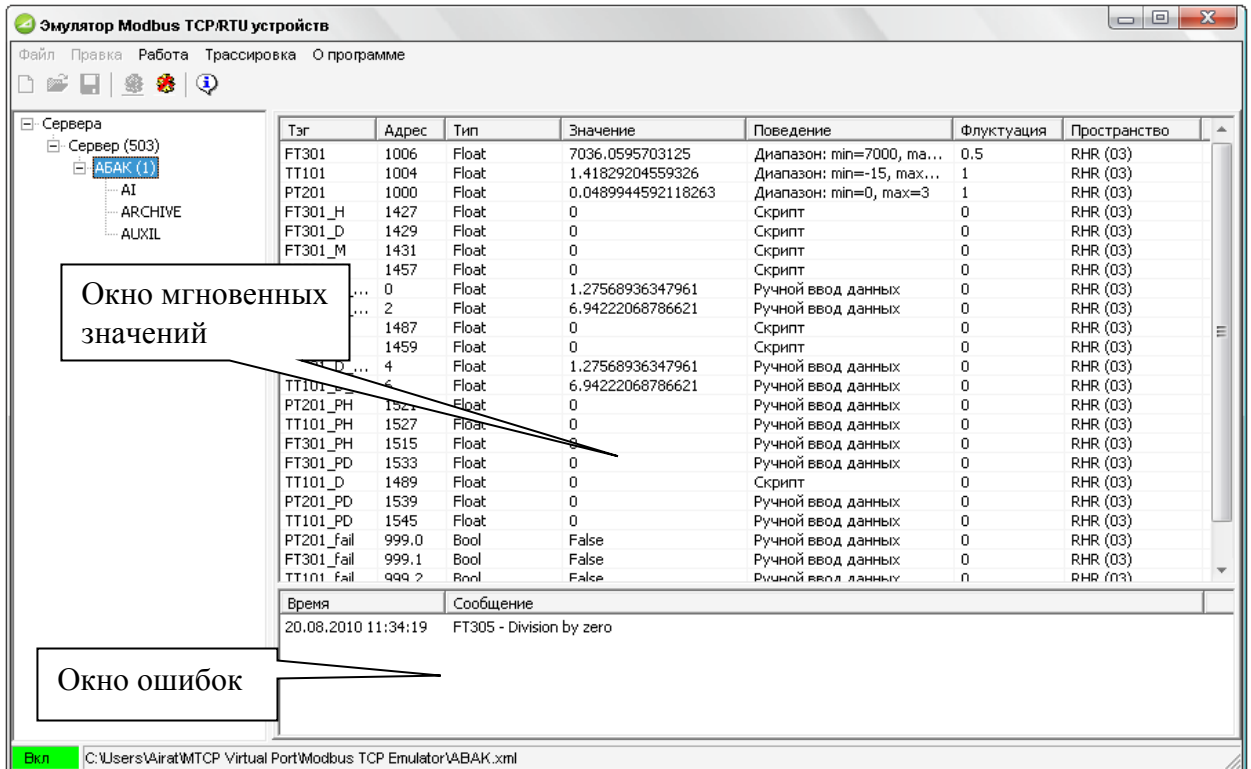 Эмулятор Modbus TCP/RTU устройств
Файл Правка Работа Трассировка О программе
Сервера
Сервер (503)
АБАК (1)
AI
ARCHIVE
AUXIL
Тэг Адрес Тип Значение Поведение Флуктуация Пространство
FT301 1006 Float 7036.0595703125 Диапазон: min=7000, ma... 0.5 RHR (03)
TT101 1004 Float 1.41829204559326 Диапазон: min=-15, max... 1 RHR (03)
PT201 1000 Float 0.0489944592118263 Диапазон: min=0, max=3 1 RHR (03)
FT301_H 1427 Float 0 Скрипт 0 RHR (03)
FT301_D 1429 Float 0 Скрипт 0 RHR (03)
FT301_M 1431 Float 0 Скрипт 0 RHR (03)
1457 Float 0 Скрипт 0 RHR (03)
... 0 Float 1.27568936347961 Ручной ввод данных 0 RHR (03)
... 2 Float 6.94222068786621 Ручной ввод данных 0 RHR (03)
1487 Float 0 Скрипт 0 RHR (03)
1459 Float 0 Скрипт 0 RHR (03)
... 4 Float 1.27568936347961 Ручной ввод данных 0 RHR (03)
6 Float 6.94222068786621 Ручной ввод данных 0 RHR (03)
PT201_PH 1521 Float 0 Ручной ввод данных 0 RHR (03)
TT101_PH 1527 Float 0 Ручной ввод данных 0 RHR (03)
FT301_PH 1515 Float 0 Ручной ввод данных 0 RHR (03)
FT301_PD 1533 Float 0 Ручной ввод данных 0 RHR (03)
TT101_D 1489 Float 0 Скрипт 0 RHR (03)
PT201_PD 1539 Float 0 Ручной ввод данных 0 RHR (03)
TT101_PD 1545 Float 0 Ручной ввод данных 0 RHR (03)
PT201_fail 999.0 Bool False Ручной ввод данных 0 RHR (03)
FT301_fail 999.1 Bool False Ручной ввод данных 0 RHR (03)
TT101_fail 999.2 Bool False Ручной ввод данных 0 RHR (03)
Окно мгновенных
значений
Время Сообщение
20.08.2010 11:34:19 FT305 - Division by zero
Окно ошибок
Вкл C:\Users\Airat\MTCP Virtual Port\Modbus TCP Emulator\ABAK.xml